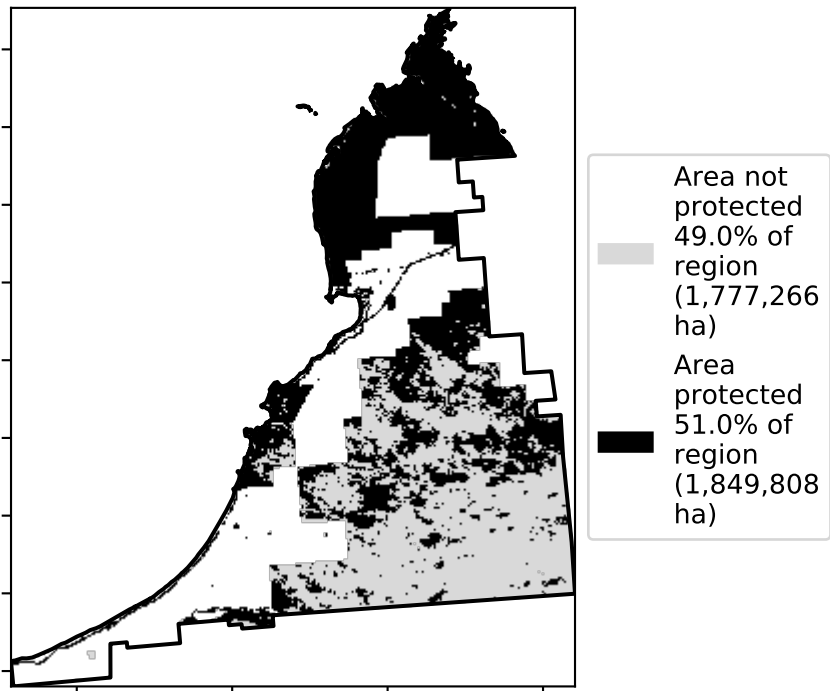 Area not
protected
49.0% of
region
(1,777,266
ha)
Area
protected
51.0% of
region
(1,849,808
ha)